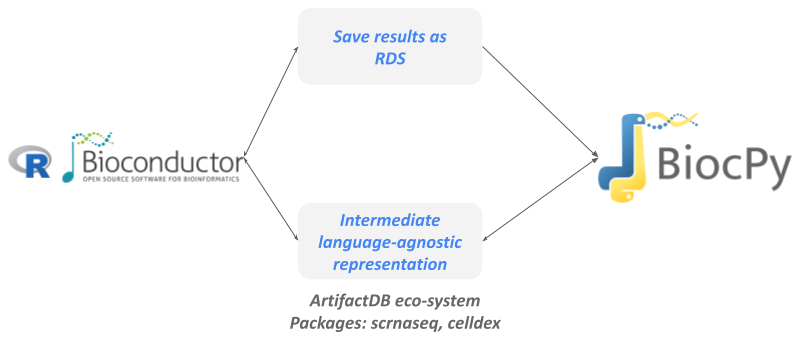 Save results as
RDS
R
Bioconductor
OPEN SOURCE SOFTWARE FOR BIOINFORMATICS
BiocPy
Intermediate
language-agnostic
representation
ArtifactDB eco-system
Packages: scrnaseq, celldex